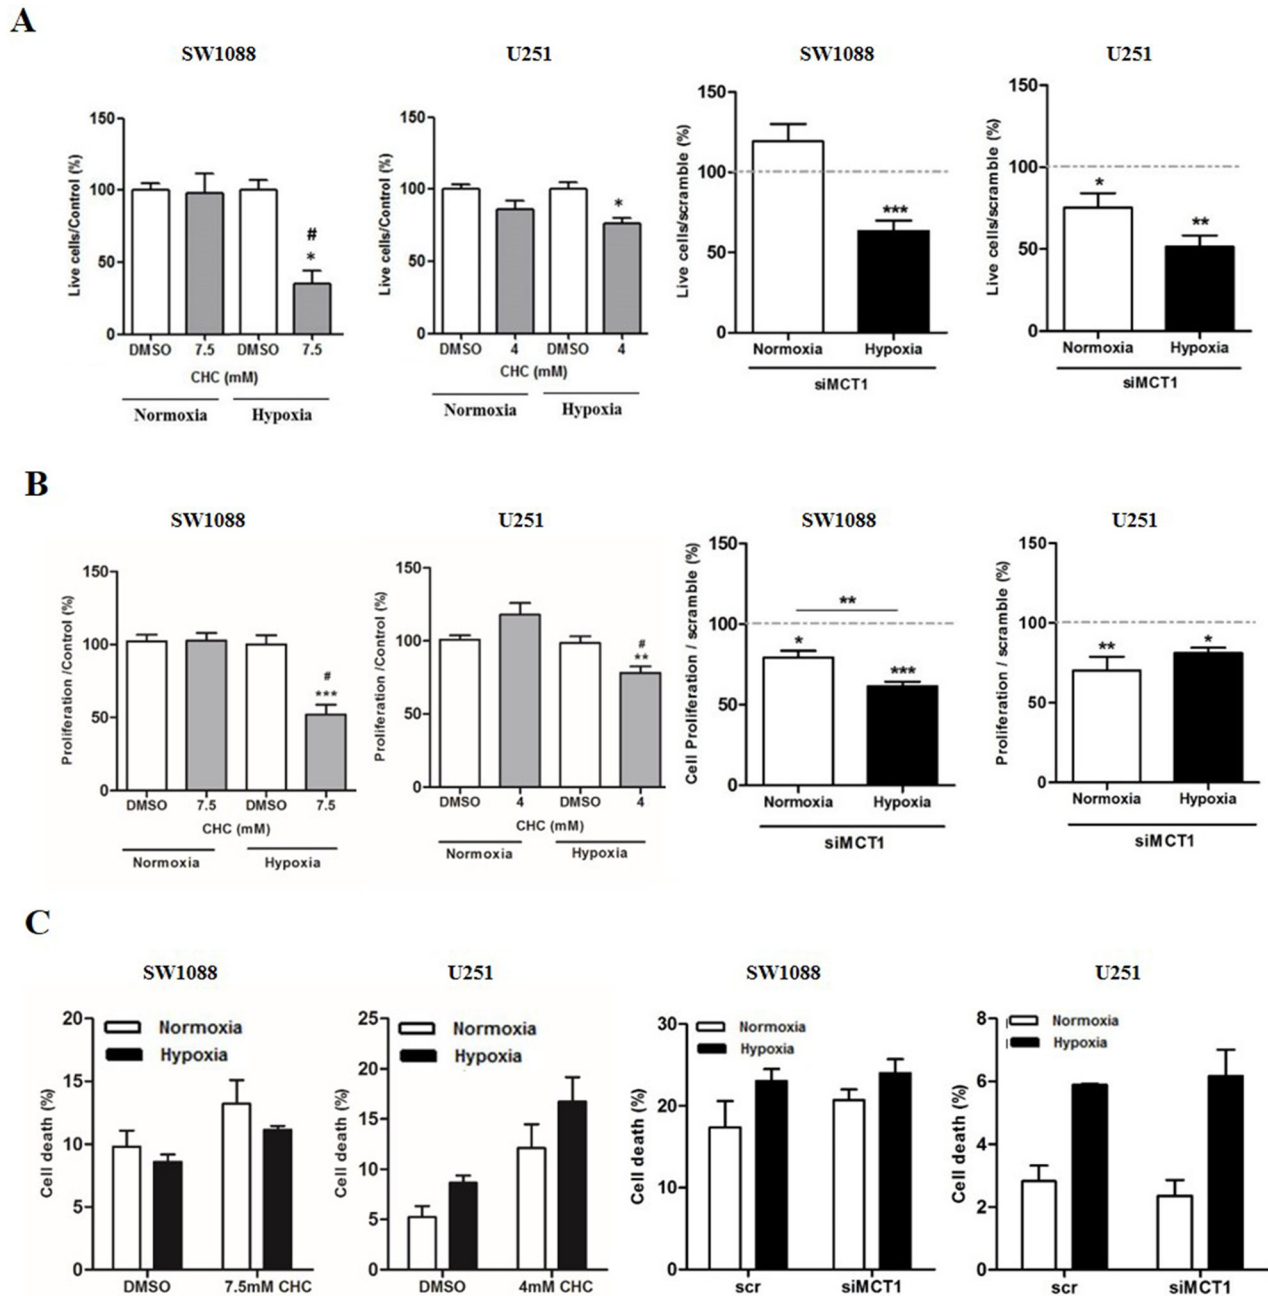 A
SW1088
U251
SW1088
U251
Live cells/Control (%)
150
100
50
0
DMSO 7.5 DMSO 7.5
CHC (mM)
Normoxia Hypoxia
#
*
Live cells/Control (%)
150
100
50
0
DMSO 4 DMSO 4
CHC (mM)
Normoxia Hypoxia
*
Live cells/scramble (%)
150
100
50
0
***
Normoxia Hypoxia
siMCT1
Live cells/scramble (%)
150
100
50
0
*
**
Normoxia Hypoxia
siMCT1
B
SW1088
U251
SW1088
U251
Proliferation /Control (%)
150
100
50
0
#
***
DMSO 7.5 DMSO 7.5
CHC (mM)
Normoxia Hypoxia
Proliferation /Control (%)
150
100
50
0
#
**
DMSO 4 DMSO 4
CHC (mM)
Normoxia Hypoxia
Cell Proliferation / scramble (%)
150
100
50
0
**
*
***
Normoxia Hypoxia
siMCT1
Proliferation / scramble (%)
150
100
50
0
**
*
Normoxia Hypoxia
siMCT1
C
SW1088
U251
SW1088
U251
Cell death (%)
20
15
10
5
0
Normoxia
Hypoxia
DMSO 7.5mM CHC
Cell death (%)
25
20
15
10
5
0
Normoxia
Hypoxia
DMSO 4mM CHC
Cell death (%)
30
20
10
0
Normoxia
Hypoxia
scr siMCT1
Cell death (%)
8
6
4
2
0
Normoxia
Hypoxia
scr siMCT1